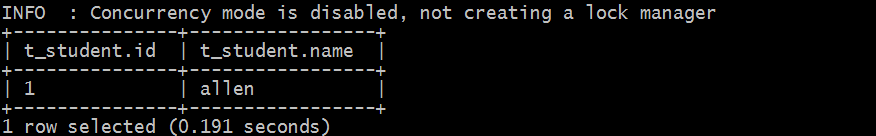 INFO  : Concurrency mode is disabled, not creating a lock manager
+---------------+-----------------+
| t_student.id  | t_student.name  |
+---------------+-----------------+
| 1             | allen           |
+---------------+-----------------+
1 row selected (0.191 seconds)